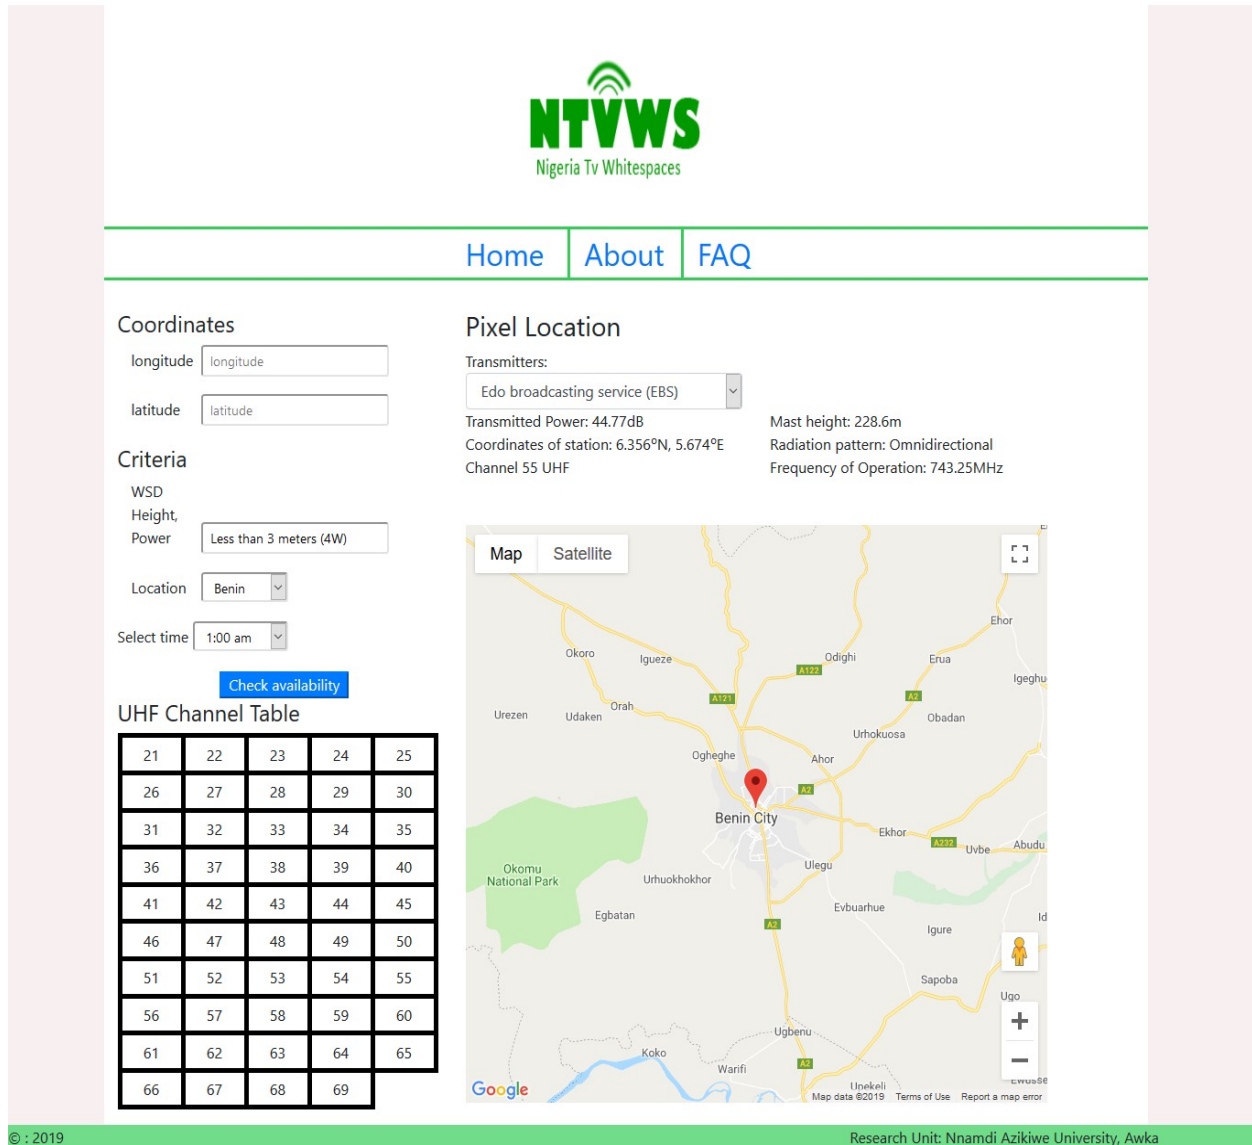 NTVWS
Nigeria Tv Whitespaces
Home About FAQ
Coordinates
longitude longitude
latitude latitude
Criteria
WSD
Height,
Power Less than 3 meters (4W)
Location Benin
Select time 1:00 am
Check availability
UHF Channel Table
21 22 23 24 25
26 27 28 29 30
31 32 33 34 35
36 37 38 39 40
41 42 43 44 45
46 47 48 49 50
51 52 53 54 55
56 57 58 59 60
61 62 63 64 65
66 67 68 69
Pixel Location
Transmitters:
Edo broadcasting service (EBS)
Transmitted Power: 44.77dB Mast height: 228.6m
Coordinates of station: 6.356ºN, 5.674ºE Radiation pattern: Omnidirectional
Channel 55 UHF Frequency of Operation: 743.25MHz
Map Satellite
Ehor
Okoro Igueze Odighi Erua
A122
Igeghu
A121 A2
Urezen Udaken Orah Obadan
Urhokuosa
Ogheghe Ahor
A2
Benin City
Ekhor
A232 Uvbe Abudu
Okomu
National Park
Urhuokhokhor Ulegu
Egbatan Evbuarhue Id
A2 Igure
Sapoba
Ugo
Ugbenu
Koko Warifi A2
Unekeli
Google Map data ©2019 Terms of Use Report a map error
© : 2019 Research Unit: Nnamdi Azikiwe University, Awka